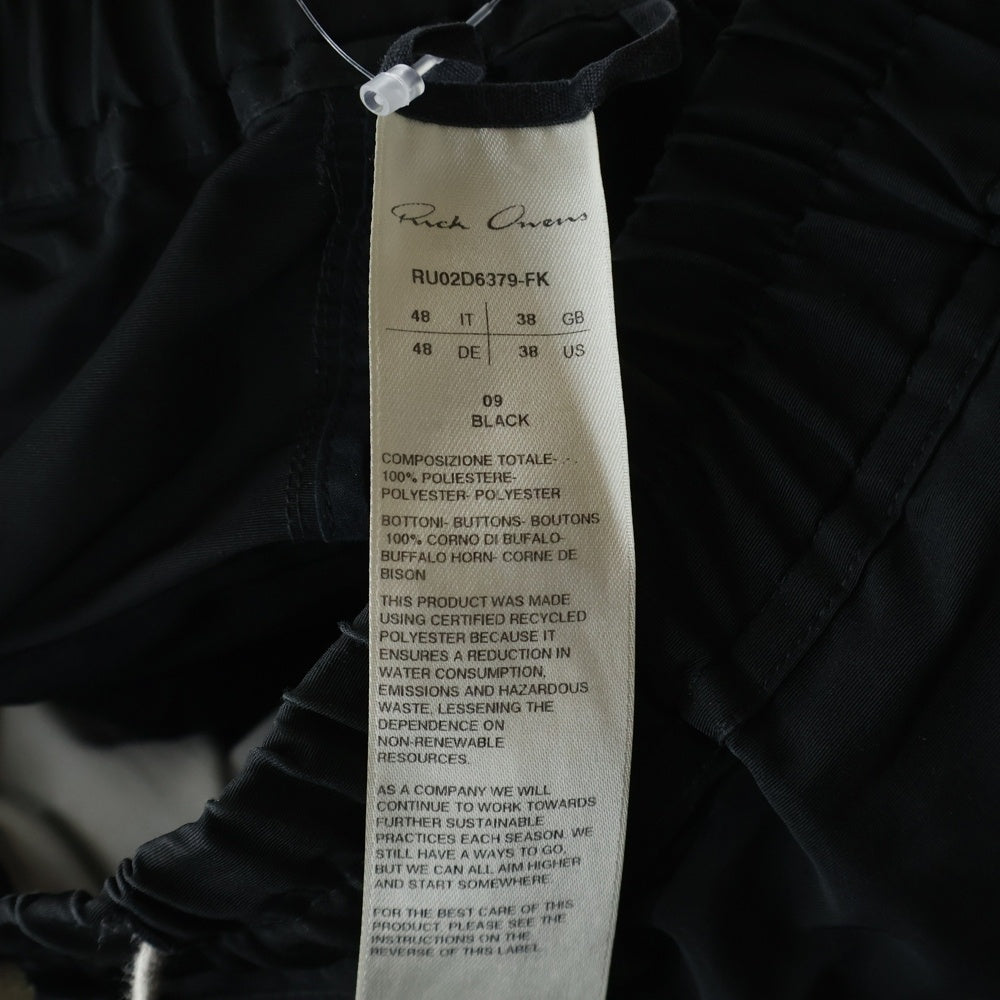 Rick Owens
RU02D6379-FK
48 IT 38 GB
48 DE 38 US
09
BLACK
COMPOSIZIONE TOTALE- - -
100% POLIESTERE-
POLYESTER- POLYESTER
BOTTONI- BUTTONS- BOUTONS
100% CORNO DI BUFALO-
BUFFALO HORN- CORNE DE
BISON
THIS PRODUCT WAS MADE
USING CERTIFIED RECYCLED
POLYESTER BECAUSE IT
ENSURES A REDUCTION IN
WATER CONSUMPTION,
EMISSIONS AND HAZARDOUS
WASTE, LESSENING THE
DEPENDENCE ON
NON-RENEWABLE
RESOURCES.
AS A COMPANY WE WILL
CONTINUE TO WORK TOWARDS
FURTHER SUSTAINABLE
PRACTICES EACH SEASON. WE
STILL HAVE A WAYS TO GO,
BUT WE CAN ALL AIM HIGHER
AND START SOMEWHERE.
FOR THE BEST CARE OF THIS
PRODUCT, PLEASE SEE THE
INSTRUCTIONS ON THE
REVERSE OF THIS LABEL.